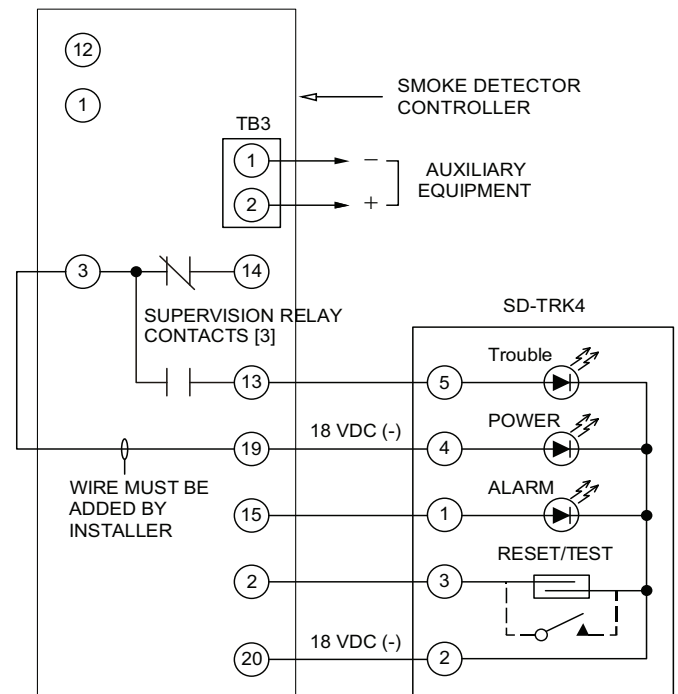 12
1
SMOKE DETECTOR
CONTROLLER
TB3
1
−
2
+
AUXILIARY
EQUIPMENT
3
14
SUPERVISION RELAY
CONTACTS [3]
SD-TRK4
Trouble
13
5
POWER
19
18 VDC (-)
4
WIRE MUST BE
ADDED BY
INSTALLER
ALARM
15
1
RESET/TEST
2
3
20
18 VDC (-)
2